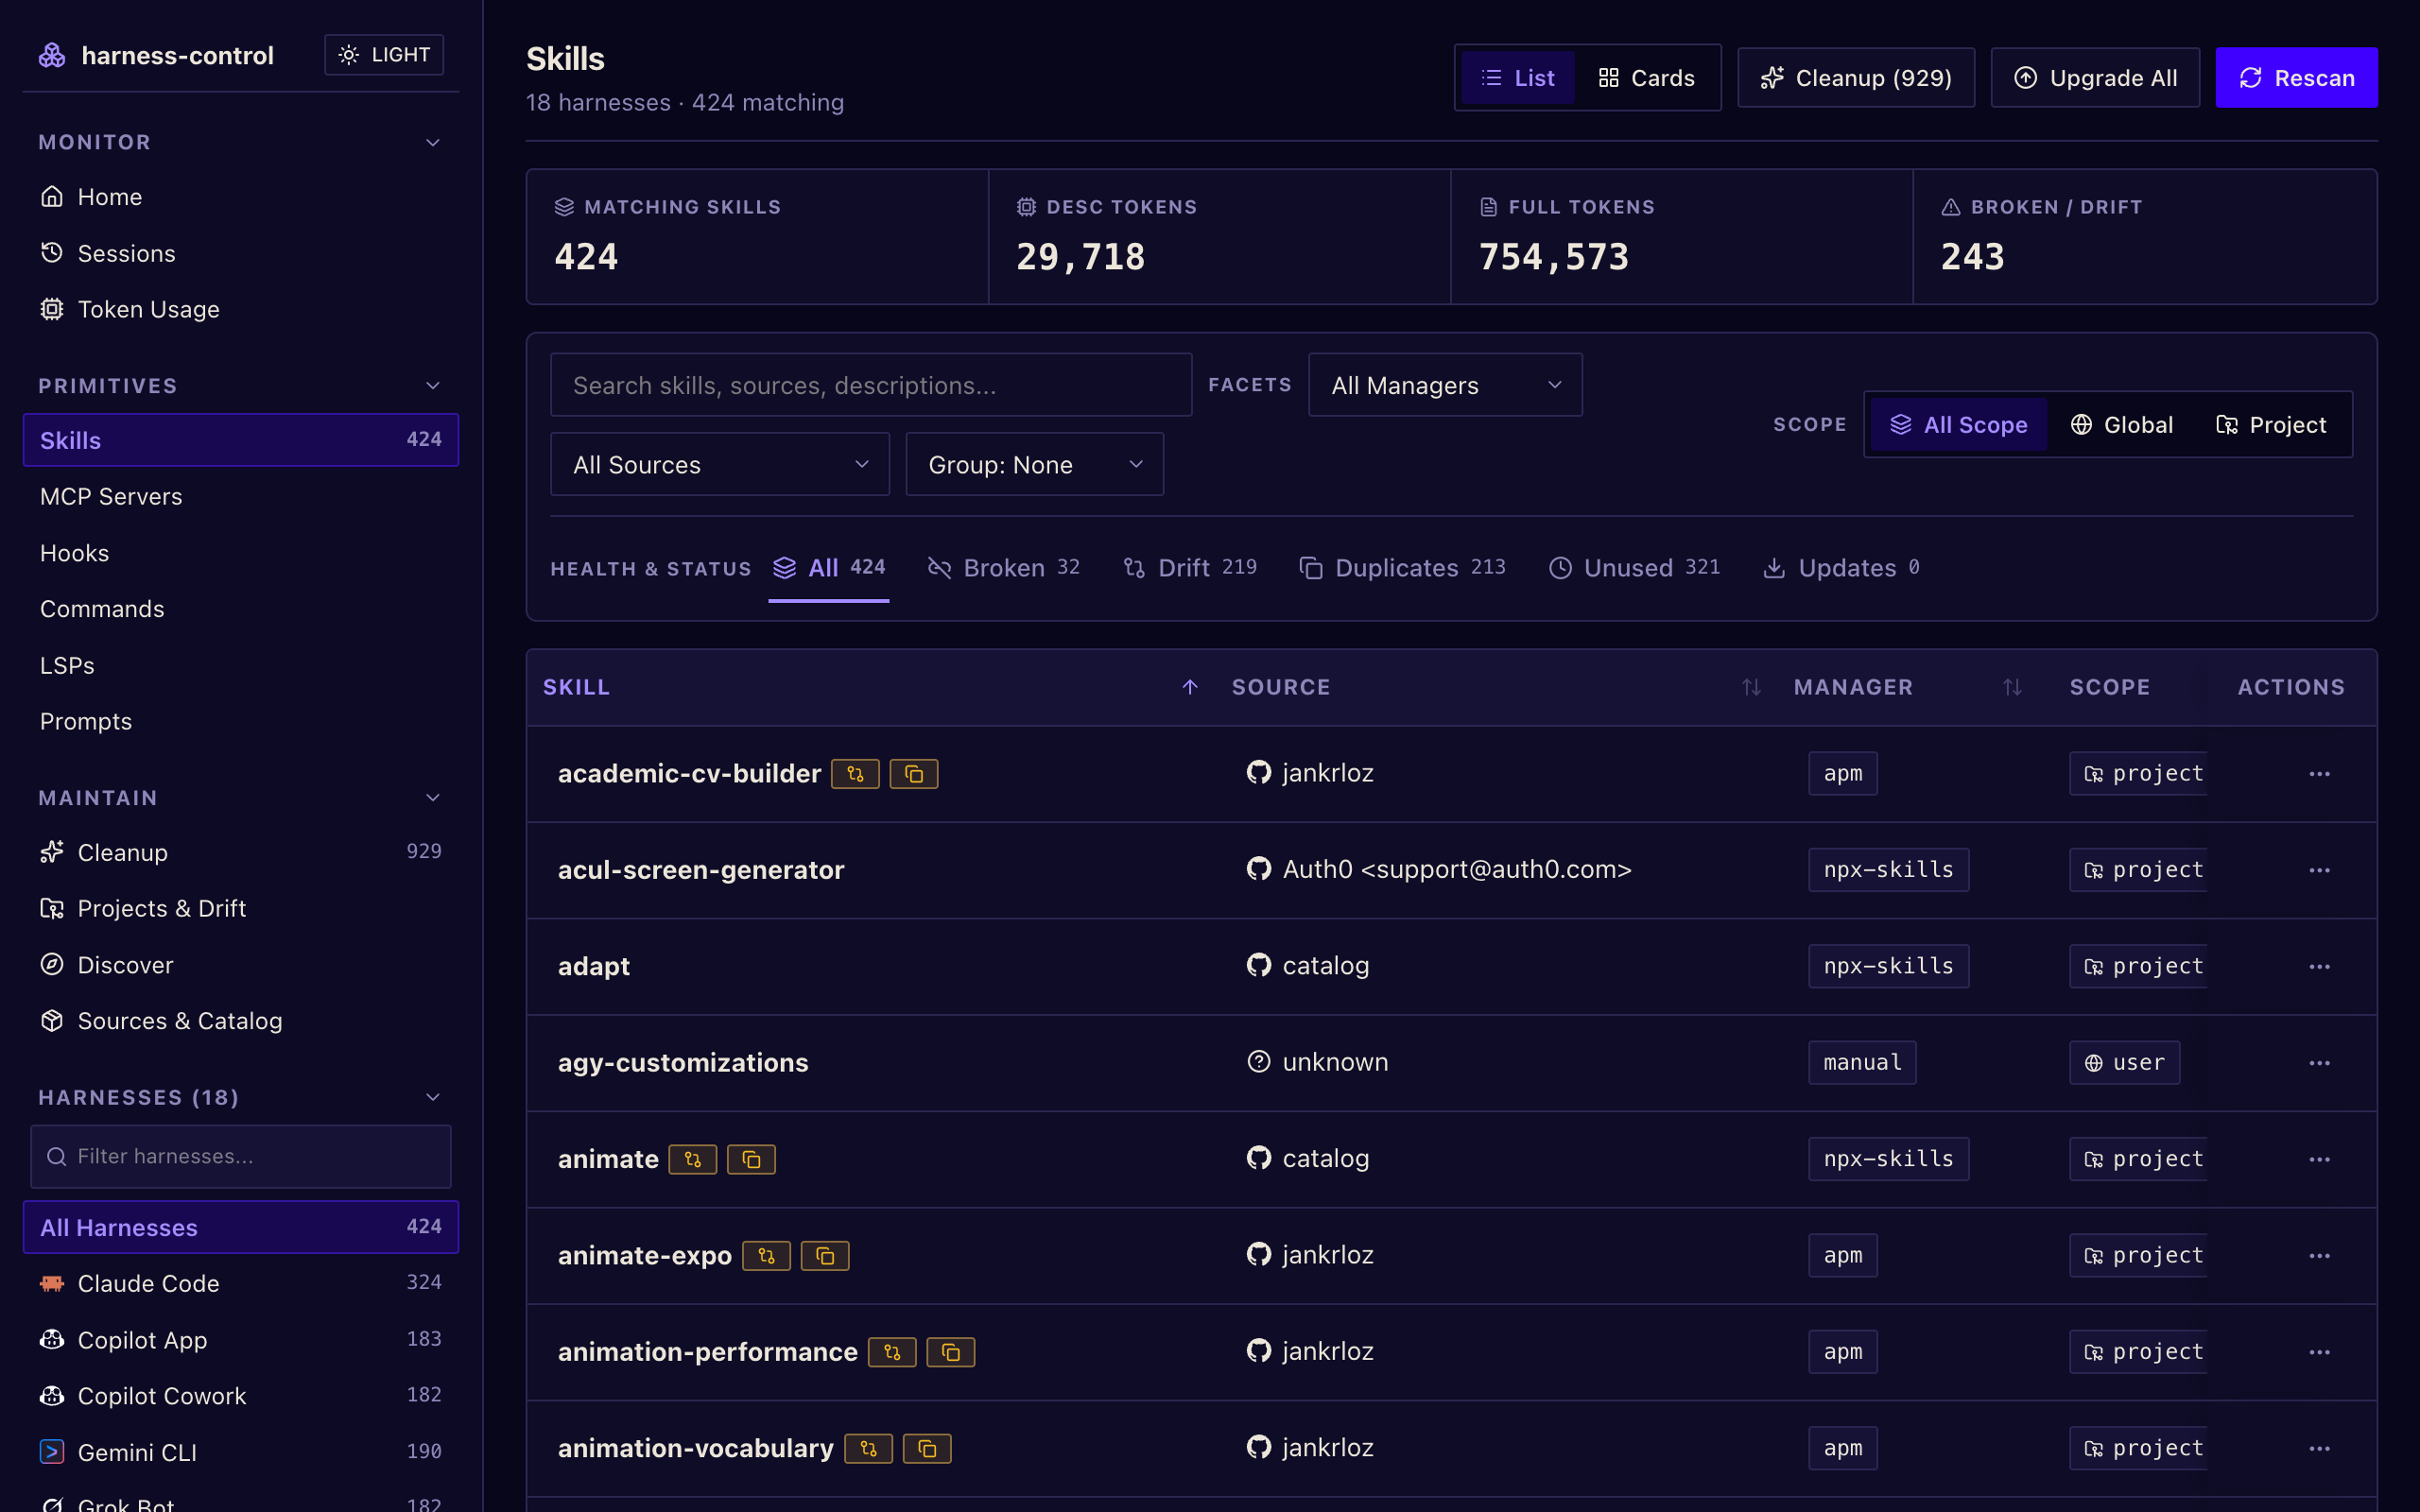 harness-control
LIGHT
MONITOR
Home
Sessions
Token Usage
PRIMITIVES
Skills 424
MCP Servers
Hooks
Commands
LSPs
Prompts
MAINTAIN
Cleanup 929
Projects & Drift
Discover
Sources & Catalog
HARNESSES (18)
Filter harnesses...
All Harnesses 424
Claude Code 324
Copilot App 183
Copilot Cowork 182
Gemini CLI 190
Grok Bot 182
Skills
18 harnesses · 424 matching
List Cards Cleanup (929) Upgrade All Rescan
MATCHING SKILLS
424
DESC TOKENS
29,718
FULL TOKENS
754,573
BROKEN / DRIFT
243
Search skills, sources, descriptions...
FACETS
All Managers
All Sources
Group: None
SCOPE
All Scope
Global
Project
HEALTH & STATUS All 424 Broken 32 Drift 219 Duplicates 213 Unused 321 Updates 0
SKILL SOURCE MANAGER SCOPE ACTIONS
academic-cv-builder jankrloz apm project
acul-screen-generator Auth0 <support@auth0.com> npx-skills project
adapt catalog npx-skills project
agy-customizations unknown manual user
animate catalog npx-skills project
animate-expo jankrloz apm project
animation-performance jankrloz apm project
animation-vocabulary jankrloz apm project